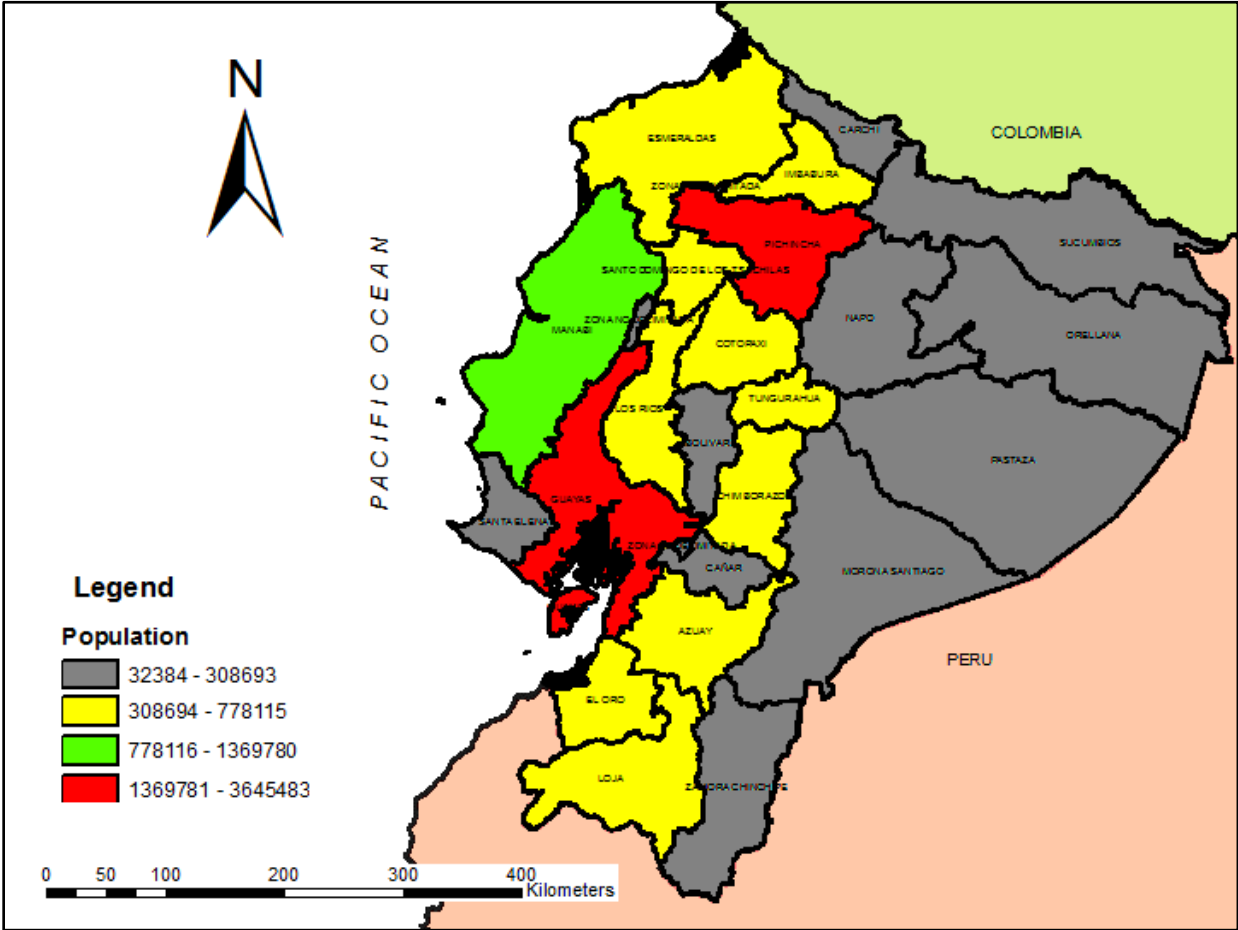 N
COLOMBIA
CARCHI
ESMERALDAS
IMBABURA
PICHINCHA
SUCUMBIOS
SANTO DOMINGO DE LOS TSACHILAS
NAPO
MANABI
ORELLANA
COTOPAXI
TUNGURAHUA
LOS RIOS
BOLIVAR
PASTAZA
CHIMBORAZO
GUAYAS
SANTA ELENA
CAÑAR
MORONA SANTIAGO
AZUAY
PERU
EL ORO
LOJA
ZAMORA CHINCHIPE
PACIFIC OCEAN
Legend
Population
32384 - 308693
308694 - 778115
778116 - 1369780
1369781 - 3645483
0 50 100 200 300 400
Kilometers